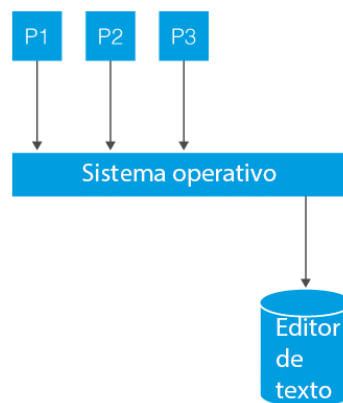 P1 P2 P3
Sistema operativo
Editor
de
texto